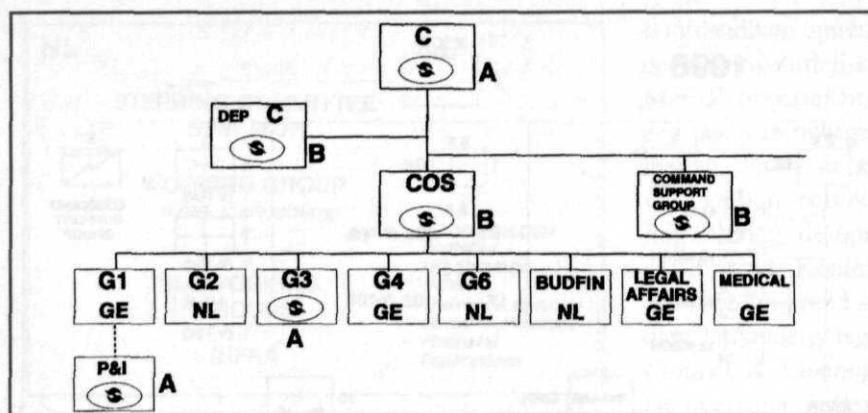 C
A
DEP C
B
COS
B
COMMAND
SUPPORT
GROUP
B
G1
GE
G2
NL
G3
A
G4
GE
G6
NL
BUDFIN
NL
LEGAL
AFFAIRS
GE
MEDICAL
GE
P&I
A